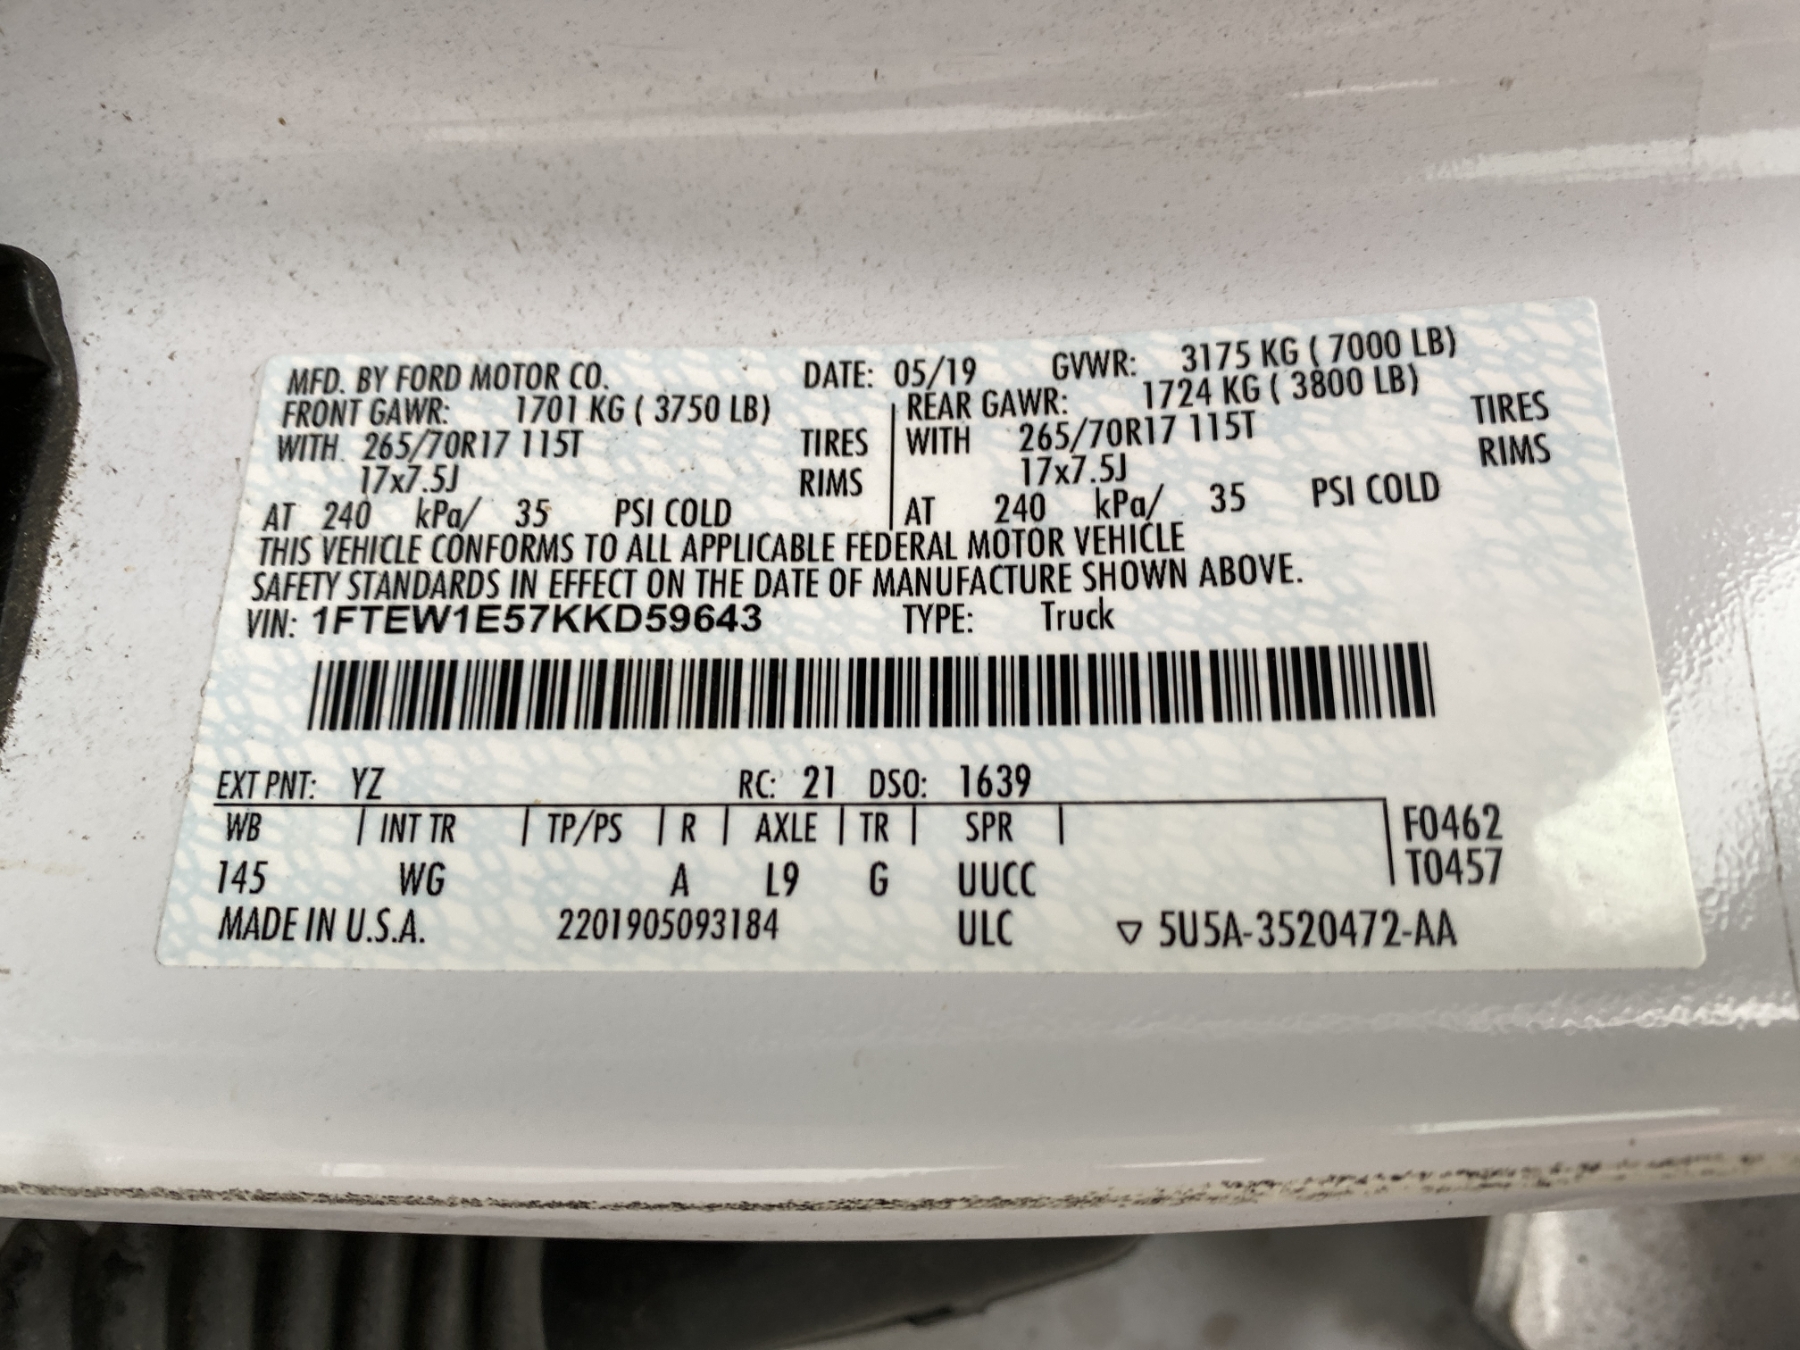 MFD. BY FORD MOTOR CO. DATE: 05/19 GVWR: 3175 KG ( 7000 LB)
FRONT GAWR: 1701 KG ( 3750 LB) REAR GAWR: 1724 KG ( 3800 LB)
WITH 265/70R17 115T TIRES WITH 265/70R17 115T TIRES
17x7.5J RIMS 17x7.5J RIMS
AT 240 kPa/ 35 PSI COLD AT 240 kPa/ 35 PSI COLD
THIS VEHICLE CONFORMS TO ALL APPLICABLE FEDERAL MOTOR VEHICLE
SAFETY STANDARDS IN EFFECT ON THE DATE OF MANUFACTURE SHOWN ABOVE.
VIN: 1FTEW1E57KKD59643 TYPE: Truck
EXT PNT: YZ RC: 21 DSO: 1639
WB INT TR TP/PS R AXLE TR SPR F0462
145 WG A L9 G UUCC T0457
MADE IN U.S.A. 2201905093184 ULC ▽ 5U5A-3520472-AA